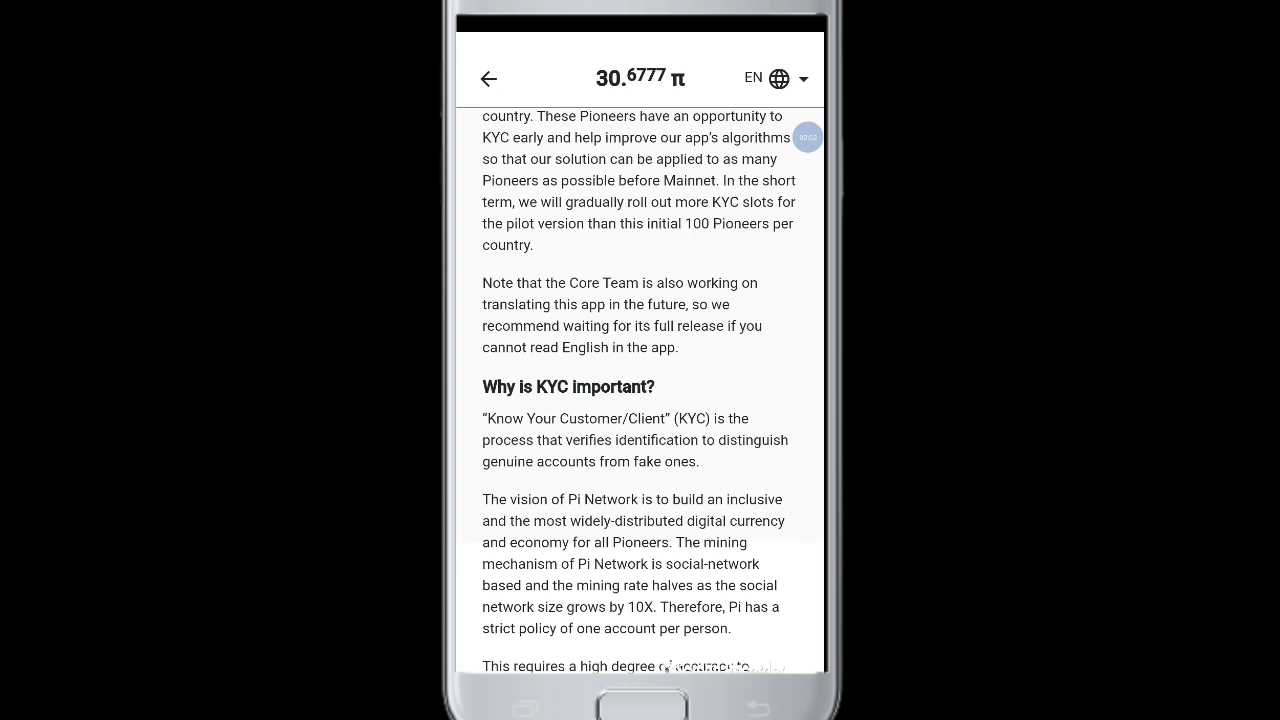 30.6777 π
EN
country. These Pioneers have an opportunity to
KYC early and help improve our app's algorithms
02:02
so that our solution can be applied to as many
Pioneers as possible before Mainnet. In the short
term, we will gradually roll out more KYC slots for
the pilot version than this initial 100 Pioneers per
country.
Note that the Core Team is also working on
translating this app in the future, so we
recommend waiting for its full release if you
cannot read English in the app.
Why is KYC important?
“Know Your Customer/Client” (KYC) is the
process that verifies identification to distinguish
genuine accounts from fake ones.
The vision of Pi Network is to build an inclusive
and the most widely-distributed digital currency
and economy for all Pioneers. The mining
mechanism of Pi Network is social-network
based and the mining rate halves as the social
network size grows by 10X. Therefore, Pi has a
strict policy of one account per person.
This requires a high degree